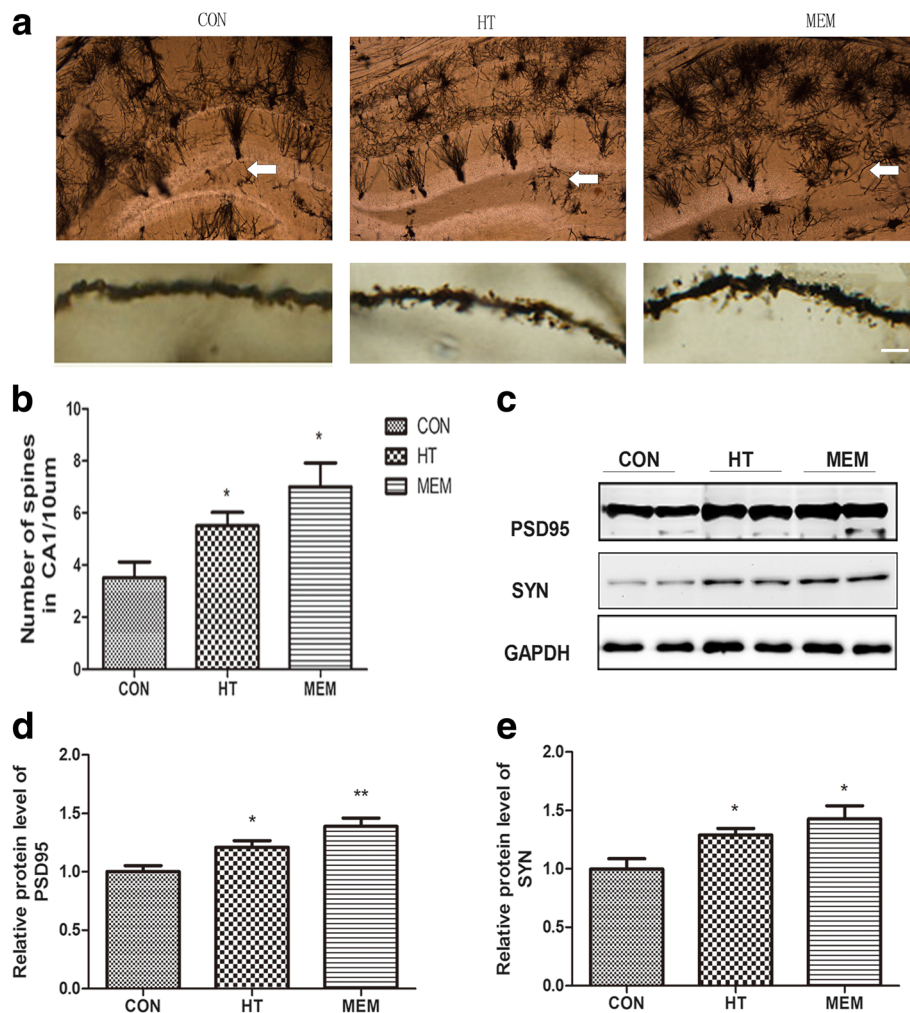 a
CON
HT
MEM
b
10
8
6
4
2
0
Number of spines
in CA1/10um
*
*
CON
HT
MEM
CON
HT
MEM
c
CON
HT
MEM
PSD95
SYN
GAPDH
d
2.0
1.5
1.0
0.5
0.0
Relative protein level of
PSD95
*
**
CON
HT
MEM
e
2.0
1.5
1.0
0.5
0.0
Relative protein level of
SYN
*
*
CON
HT
MEM